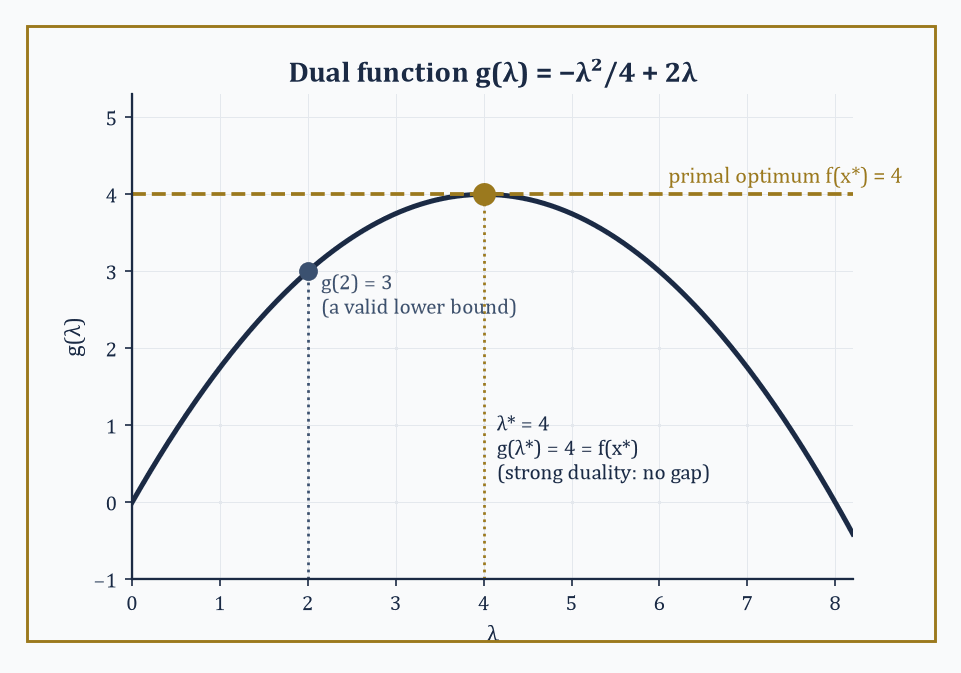 Dual function g(λ) = −λ²/4 + 2λ
5
primal optimum f(x*) = 4
4
3
g(2) = 3
(a valid lower bound)
g(λ)
2
1
λ* = 4
g(λ*) = 4 = f(x*)
(strong duality: no gap)
0
−1
0 1 2 3 4 5 6 7 8
λ